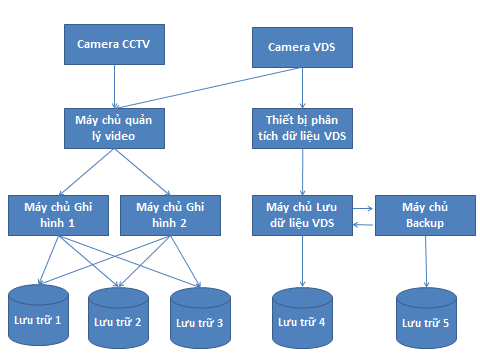 Camera CCTV
Camera VDS
Máy chủ quản
lý video
Thiết bị phân
tích dữ liệu VDS
Máy chủ Ghi
hình 1
Máy chủ Ghi
hình 2
Máy chủ Lưu
dữ liệu VDS
Máy chủ
Backup
Lưu trữ 1
Lưu trữ 2
Lưu trữ 3
Lưu trữ 4
Lưu trữ 5